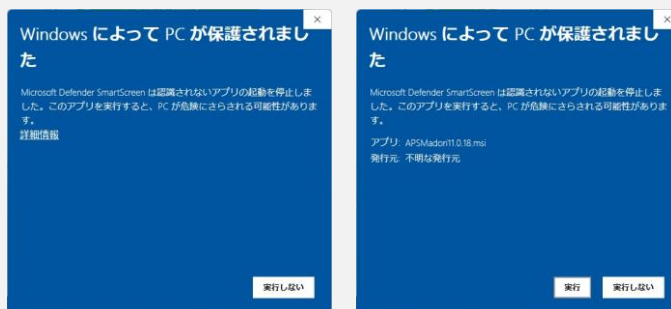 Windows によって PC が保護されまし
た
Microsoft Defender SmartScreen は認識されないアプリの起動を停止しま
した。このアプリを実行すると、PC が危険にさらされる可能性がありま
す。
詳細情報
実行しない
Windows によって PC が保護されまし
た
Microsoft Defender SmartScreen は認識されないアプリの起動を停止しま
した。このアプリを実行すると、PC が危険にさらされる可能性がありま
す。
アプリ: APSMadori11.0.18.msi
発行元: 不明な発行元
実行
実行しない